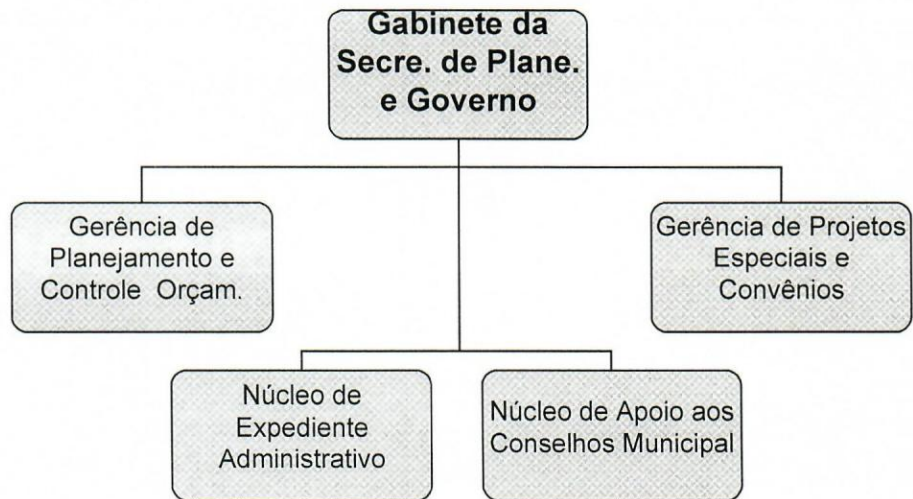 Gabinete da
Secre. de Plane.
e Governo
Gerência de
Planejamento e
Controle Orçam.
Gerência de Projetos
Especiais e
Convênios
Núcleo de
Expediente
Administrativo
Núcleo de Apoio aos
Conselhos Municipal